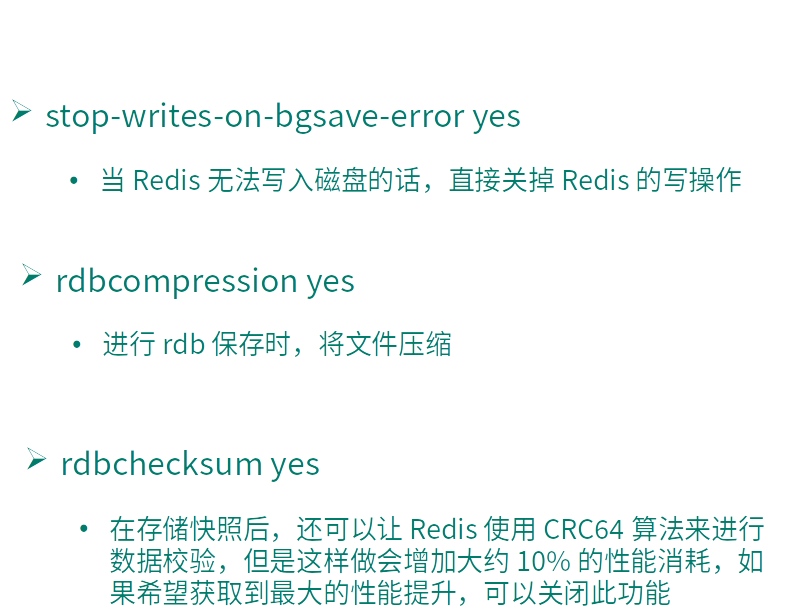 ➢ stop-writes-on-bgsave-error yes
• 当 Redis 无法写入磁盘的话，直接关掉 Redis 的写操作
➢ rdbcompression yes
• 进行 rdb 保存时，将文件压缩
➢ rdbchecksum yes
• 在存储快照后，还可以让 Redis 使用 CRC64 算法来进行
数据校验，但是这样做会增加大约 10% 的性能消耗，如
果希望获取到最大的性能提升，可以关闭此功能